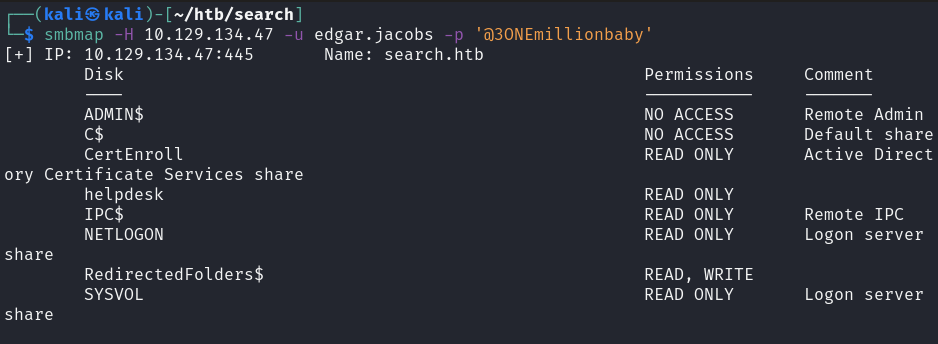 ┌──(kali㉿kali)-[~/htb/search]
└─$ smbmap -H 10.129.134.47 -u edgar.jacobs -p '@3ONEmillionbaby'
[+] IP: 10.129.134.47:445       Name: search.htb
        Disk                                                    Permissions     Comment
        ----                                                    -----------     -------
        ADMIN$                                                  NO ACCESS       Remote Admin
        C$                                                      NO ACCESS       Default share
        CertEnroll                                              READ ONLY       Active Direct
ory Certificate Services share
        helpdesk                                                READ ONLY
        IPC$                                                    READ ONLY       Remote IPC
        NETLOGON                                                READ ONLY       Logon server
share
        RedirectedFolders$                                      READ, WRITE
        SYSVOL                                                  READ ONLY       Logon server
share